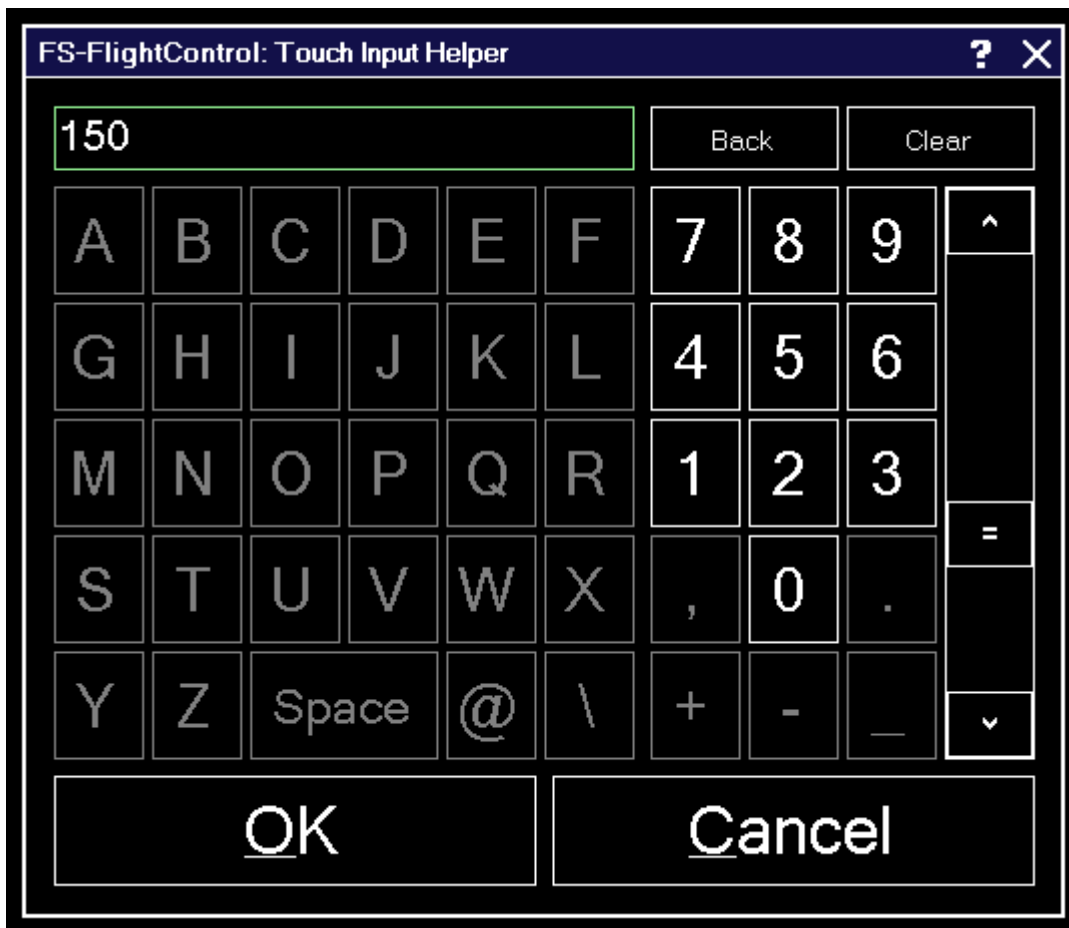 FS-FlightControl: Touch Input Helper ? X
150 Back Clear
A B C D E F 7 8 9 ^
G H I J K L 4 5 6
M N O P Q R 1 2 3
=
S T U V W X , 0 .
Y Z Space @ \ + - _ ⌄
OK Cancel